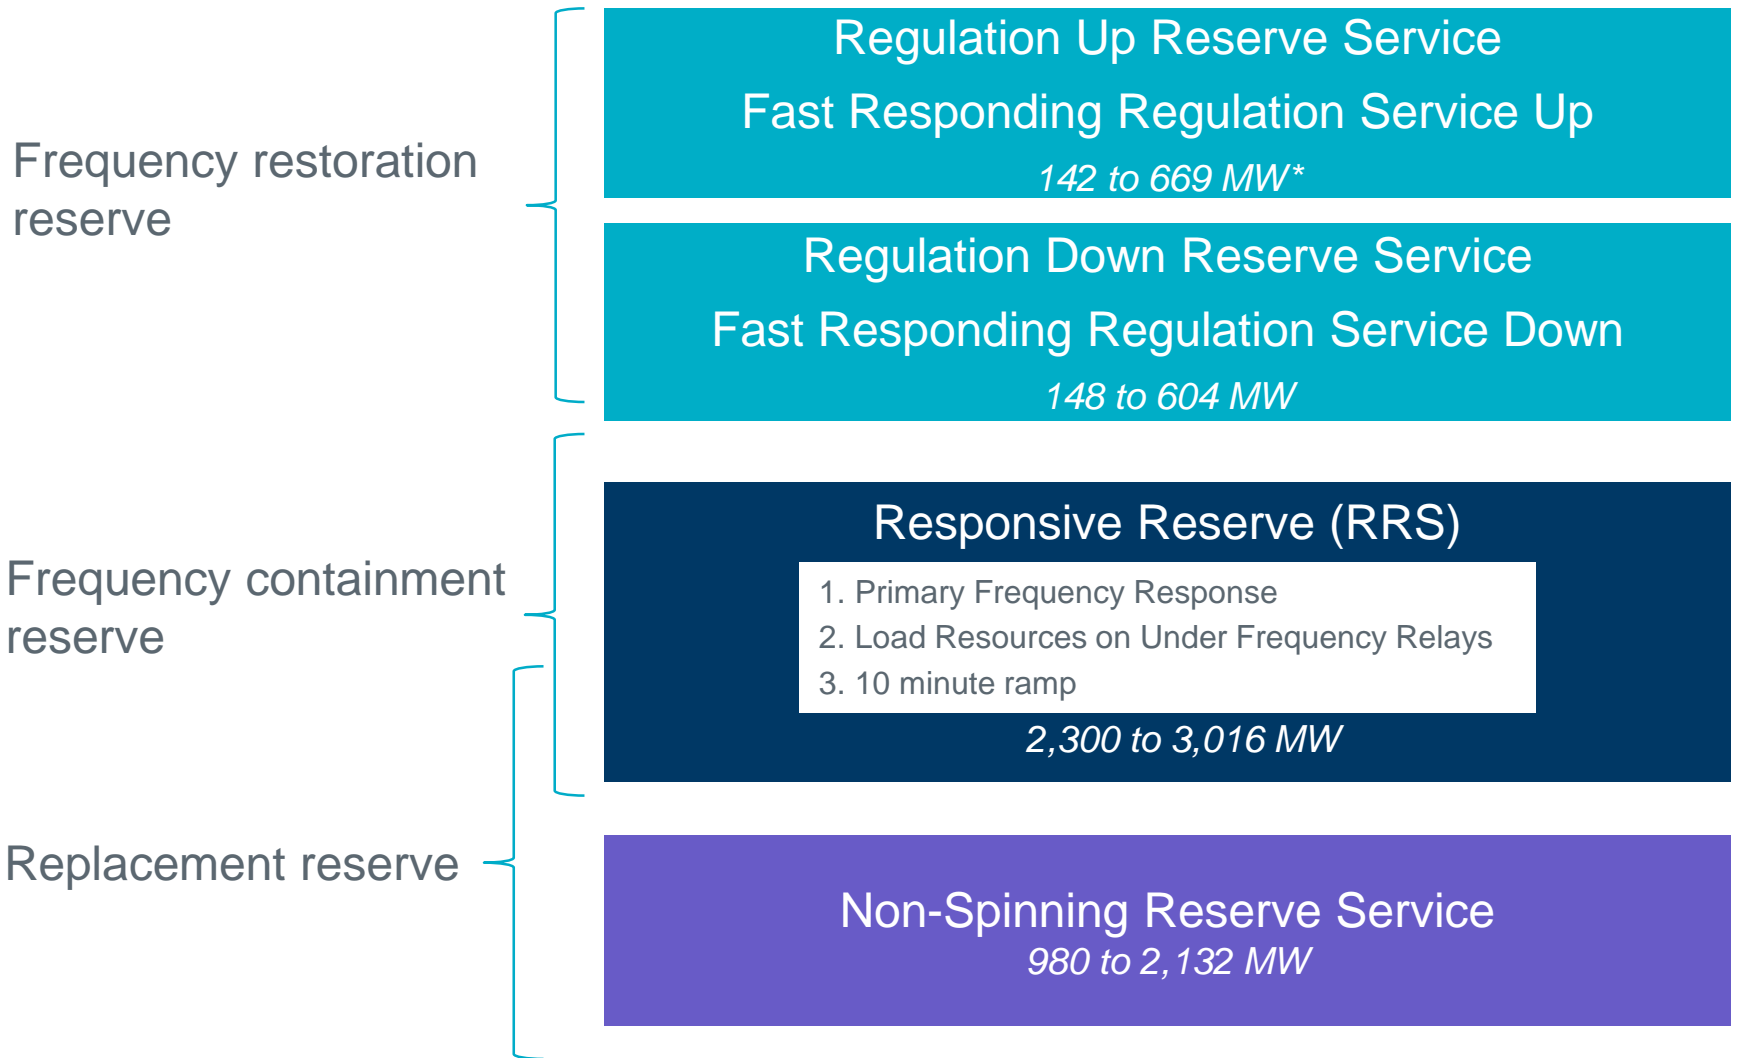 Frequency restoration
reserve
Regulation Up Reserve Service
Fast Responding Regulation Service Up
142 to 669 MW*
Regulation Down Reserve Service
Fast Responding Regulation Service Down
148 to 604 MW
Frequency containment
reserve
Responsive Reserve (RRS)
1. Primary Frequency Response
2. Load Resources on Under Frequency Relays
3. 10 minute ramp
2,300 to 3,016 MW
Replacement reserve
Non-Spinning Reserve Service
980 to 2,132 MW